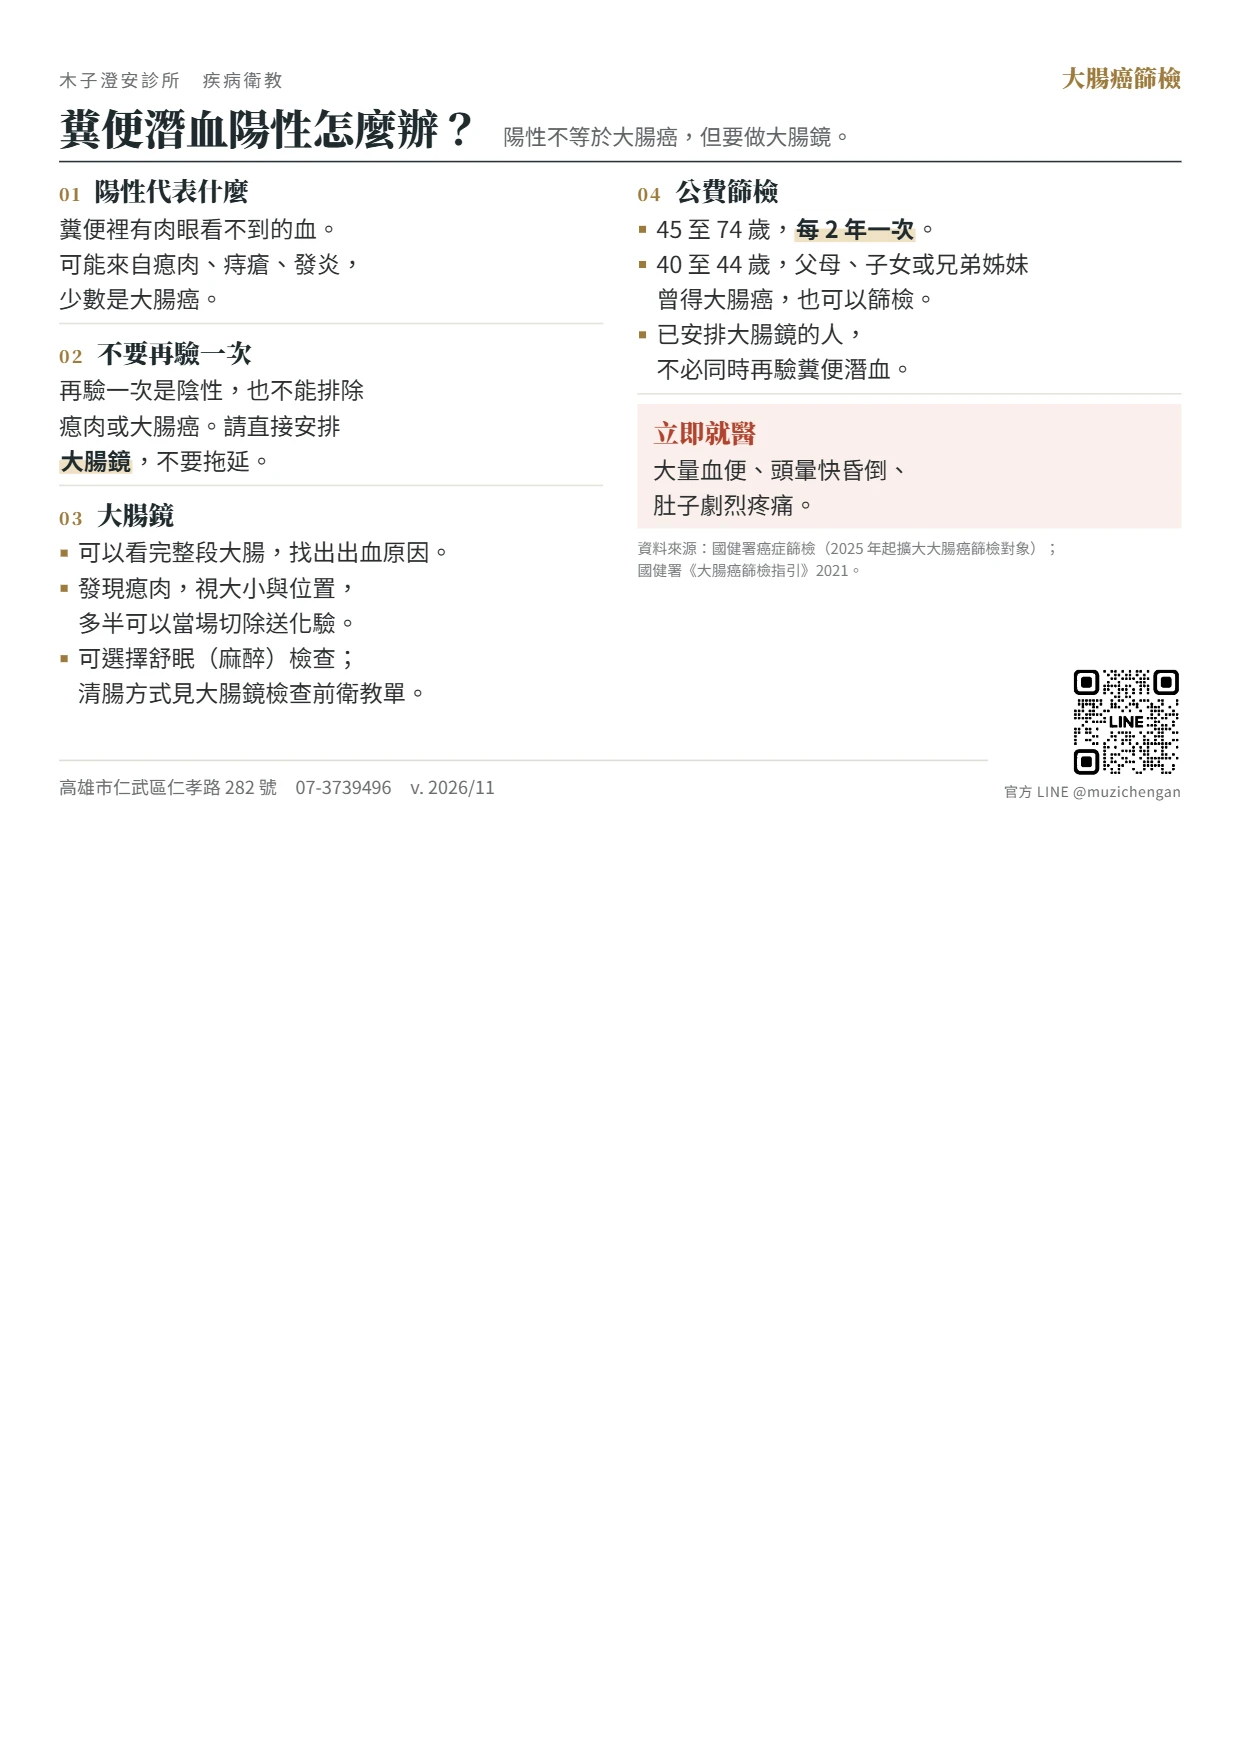 木子澄安診所　疾病衛教
大腸癌篩檢
糞便潛血陽性怎麼辦？　陽性不等於大腸癌，但要做大腸鏡。
01 陽性代表什麼
糞便裡有肉眼看不到的血。
可能來自瘜肉、痔瘡、發炎，
少數是大腸癌。
02 不要再驗一次
再驗一次是陰性，也不能排除
瘜肉或大腸癌。請直接安排
大腸鏡，不要拖延。
03 大腸鏡
▪ 可以看完整段大腸，找出出血原因。
▪ 發現瘜肉，視大小與位置，
多半可以當場切除送化驗。
▪ 可選擇舒眠（麻醉）檢查；
清腸方式見大腸鏡檢查前衛教單。
04 公費篩檢
▪ 45 至 74 歲，每 2 年一次。
▪ 40 至 44 歲，父母、子女或兄弟姊妹
曾得大腸癌，也可以篩檢。
▪ 已安排大腸鏡的人，
不必同時再驗糞便潛血。
立即就醫
大量血便、頭暈快昏倒、
肚子劇烈疼痛。
資料來源：國健署癌症篩檢（2025 年起擴大大腸癌篩檢對象）；
國健署《大腸癌篩檢指引》2021。
LINE
高雄市仁武區仁孝路 282 號　07-3739496　v. 2026/11
官方 LINE @muzichengan